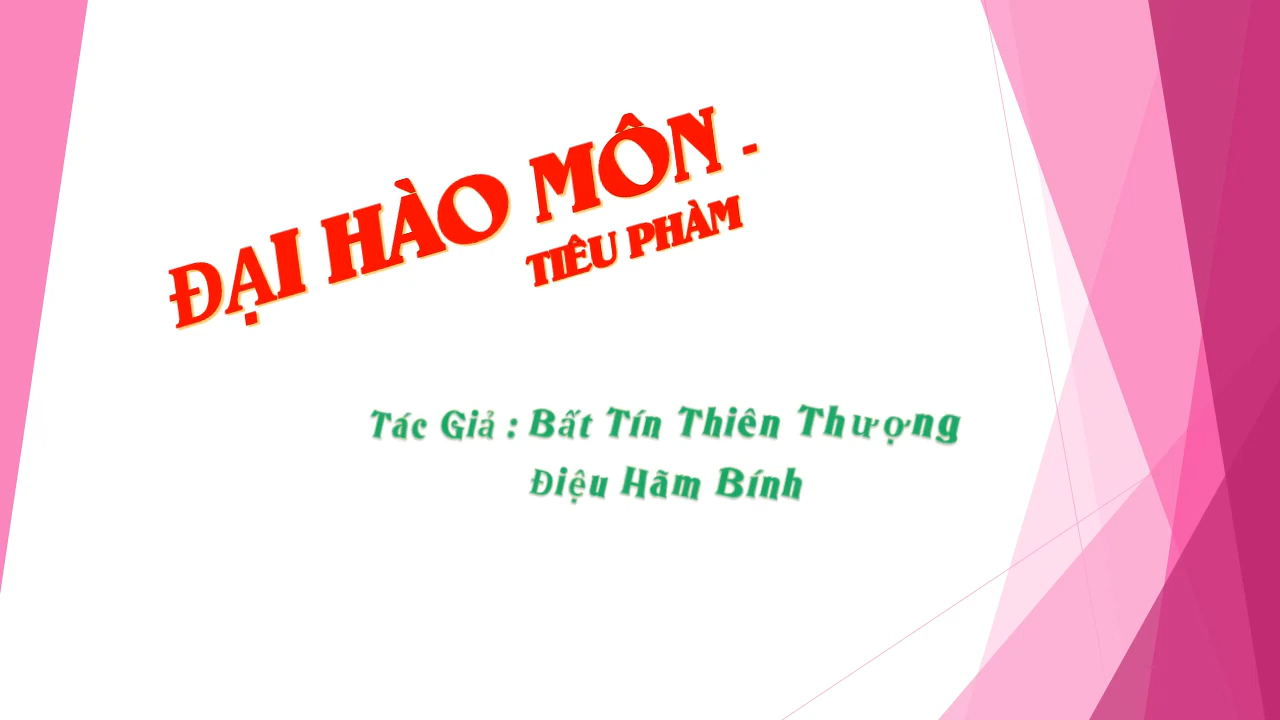 ĐẠI HÀO MÔN -
TIÊU PHÀM
Tác Giả : Bất Tín Thiên Thượng
Điệu Hãm Bính